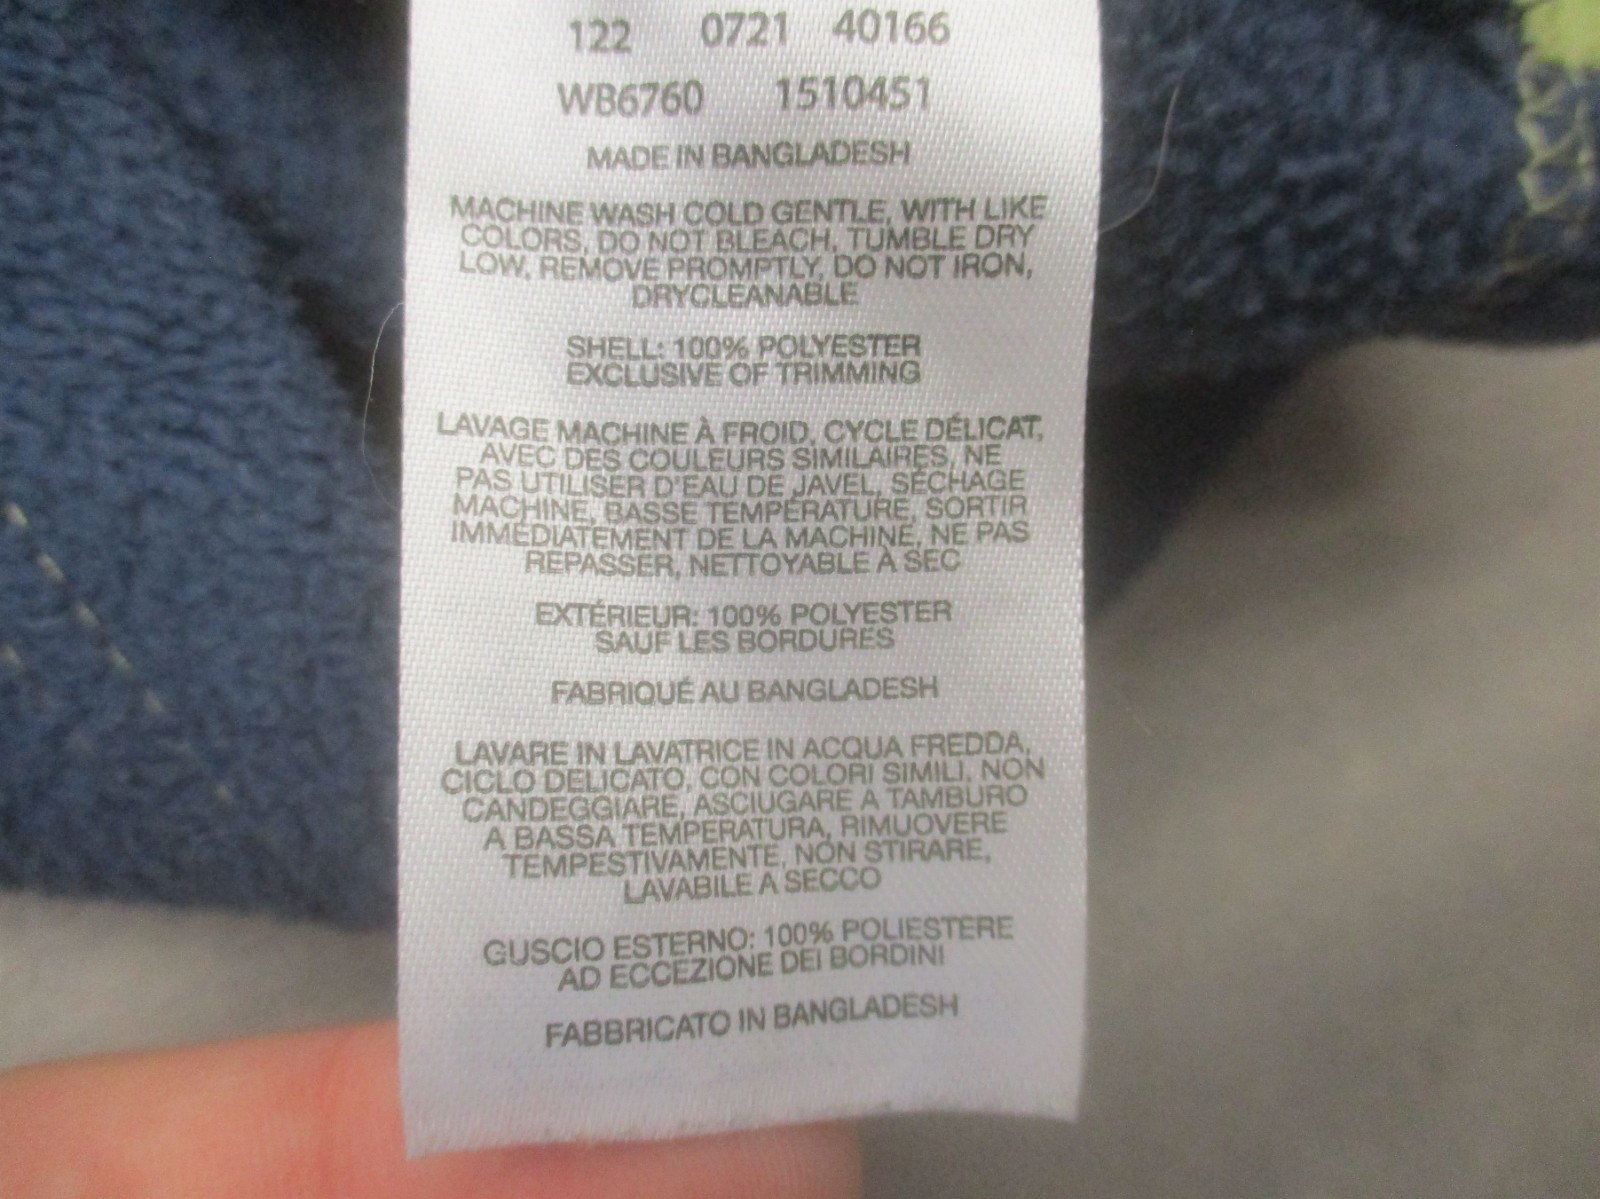 122 0721 40166
WB6760 1510451
MADE IN BANGLADESH
MACHINE WASH COLD GENTLE, WITH LIKE
COLORS, DO NOT BLEACH, TUMBLE DRY
LOW, REMOVE PROMPTLY, DO NOT IRON,
DRYCLEANABLE
SHELL: 100% POLYESTER
EXCLUSIVE OF TRIMMING
LAVAGE MACHINE À FROID, CYCLE DÉLICAT,
AVEC DES COULEURS SIMILAIRES, NE
PAS UTILISER D'EAU DE JAVEL, SÉCHAGE
MACHINE, BASSE TEMPÉRATURE, SORTIR
IMMÉDIATEMENT DE LA MACHINE, NE PAS
REPASSER, NETTOYABLE À SEC
EXTÉRIEUR: 100% POLYESTER
SAUF LES BORDURES
FABRIQUÉ AU BANGLADESH
LAVARE IN LAVATRICE IN ACQUA FREDDA,
CICLO DELICATO, CON COLORI SIMILI, NON
CANDEGGIARE, ASCIUGARE A TAMBURO
A BASSA TEMPERATURA, RIMUOVERE
TEMPESTIVAMENTE, NON STIRARE,
LAVABILE A SECCO
GUSCIO ESTERNO: 100% POLIESTERE
AD ECCEZIONE DEI BORDINI
FABBRICATO IN BANGLADESH